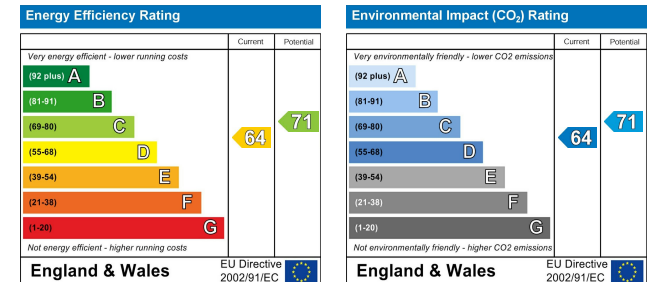 Energy Efficiency Rating
Current Potential
Very energy efficient - lower running costs
(92 plus) A
(81-91) B
(69-80) C
(55-68) D
(39-54) E
(21-38) F
(1-20) G
64
71
Not energy efficient - higher running costs
England & Wales
EU Directive
2002/91/EC
Environmental Impact (CO₂) Rating
Current Potential
Very environmentally friendly - lower CO2 emissions
(92 plus) A
(81-91) B
(69-80) C
(55-68) D
(39-54) E
(21-38) F
(1-20) G
64
71
Not environmentally friendly - higher CO2 emissions
England & Wales
EU Directive
2002/91/EC